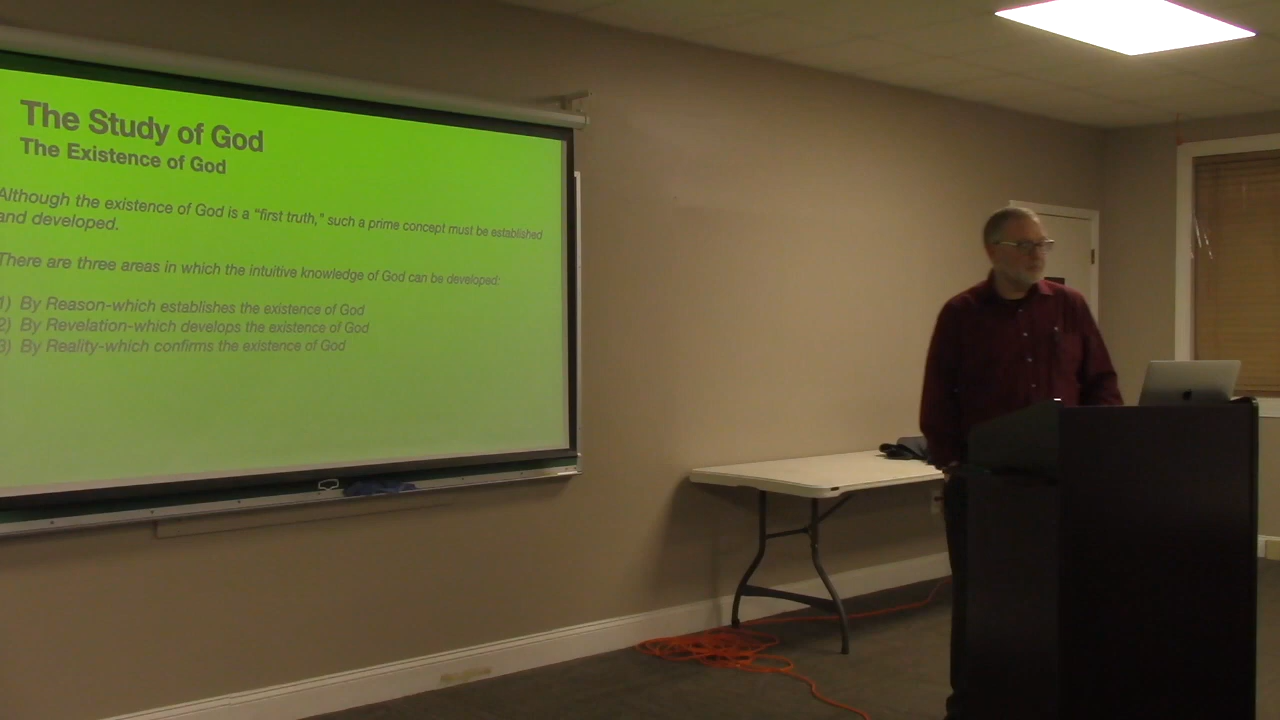 The Study of God
The Existence of God
Although the existence of God is a “first truth,” such a prime concept must be established
and developed.
There are three areas in which the intuitive knowledge of God can be developed:
1) By Reason-which establishes the existence of God
2) By Revelation-which develops the existence of God
3) By Reality-which confirms the existence of God